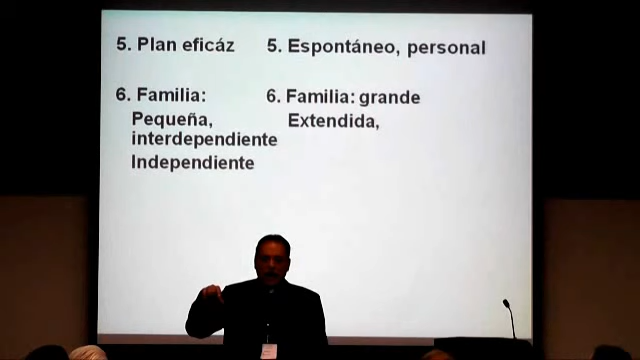 5. Plan eficáz
6. Familia:
Pequeña,
interdependiente
Independiente
5. Espontáneo, personal
6. Familia: grande
Extendida,